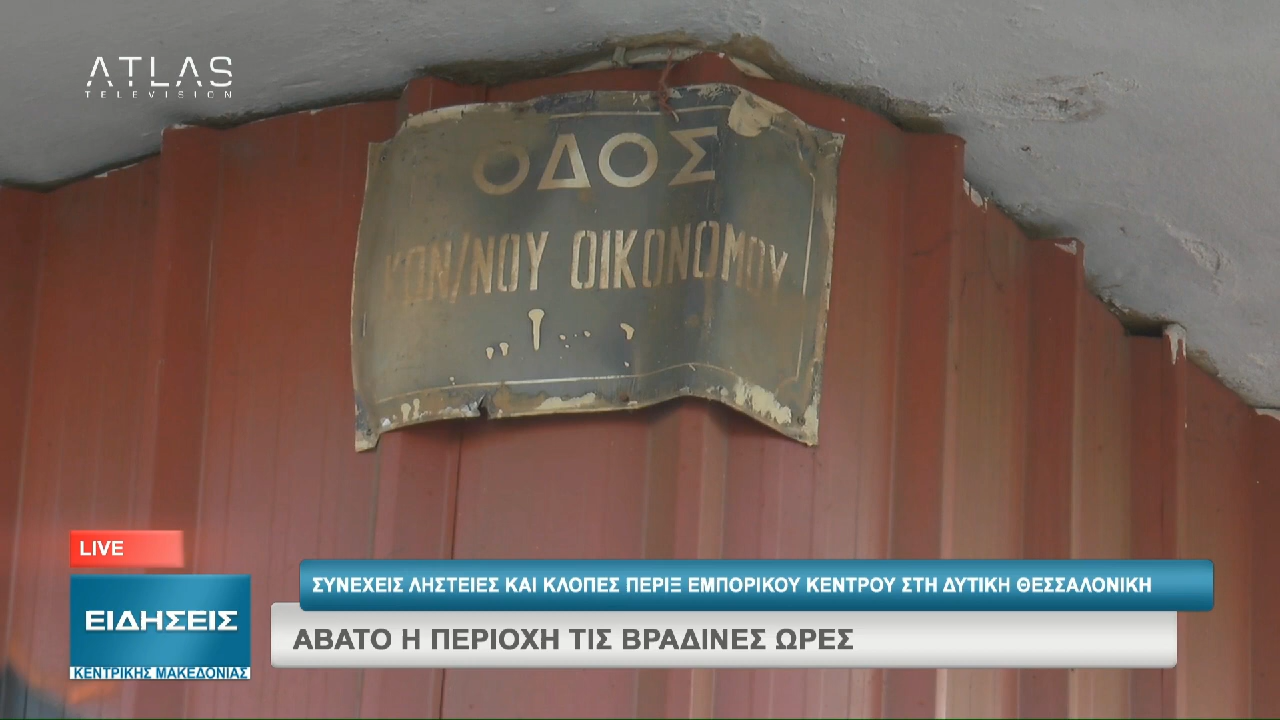 ATLAS
TELEVISION
ΟΔΟΣ
ΚΩΝ/ΝΟΥ ΟΙΚΟΝΟΜΟΥ
LIVE
ΣΥΝΕΧΕΙΣ ΛΗΣΤΕΙΕΣ ΚΑΙ ΚΛΟΠΕΣ ΠΕΡΙΞ ΕΜΠΟΡΙΚΟΥ ΚΕΝΤΡΟΥ ΣΤΗ ΔΥΤΙΚΗ ΘΕΣΣΑΛΟΝΙΚΗ
ΕΙΔΗΣΕΙΣ
ΑΒΑΤΟ Η ΠΕΡΙΟΧΗ ΤΙΣ ΒΡΑΔΙΝΕΣ ΩΡΕΣ
ΚΕΝΤΡΙΚΗΣ ΜΑΚΕΔΟΝΙΑΣ